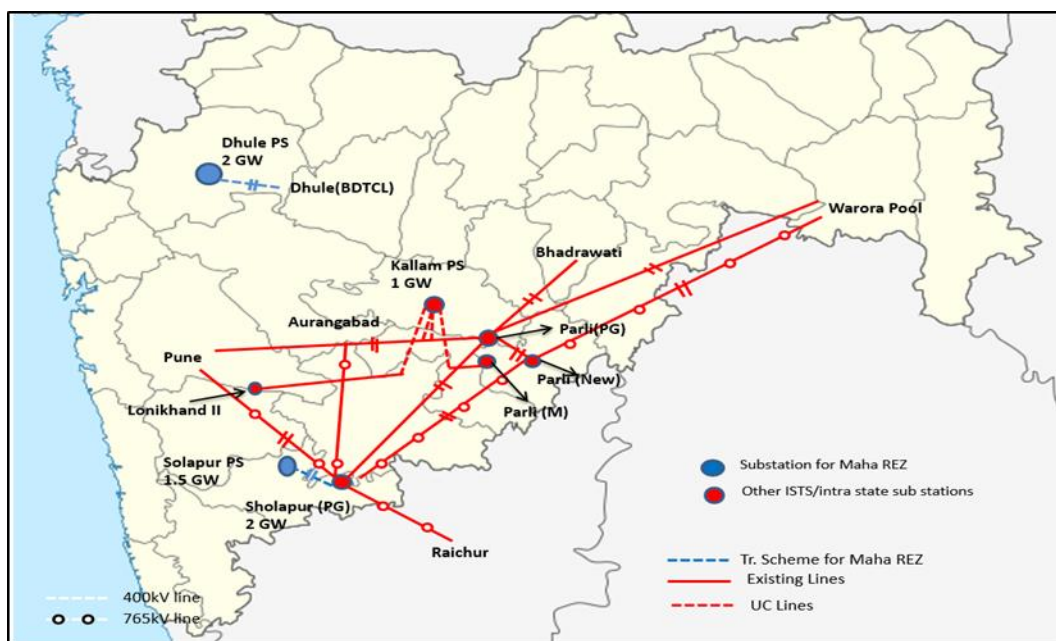 Dhule PS
2 GW
Dhule(BDTCL)
Warora Pool
Bhadrawati
Kallam PS
1 GW
Aurangabad
Parli(PG)
Pune
Parli (New)
Lonikhand II
Parli (M)
Solapur PS
1.5 GW
Substation for Maha REZ
Other ISTS/intra state sub stations
Sholapur (PG)
2 GW
Raichur
Tr. Scheme for Maha REZ
Existing Lines
400kV line
UC Lines
765kV line